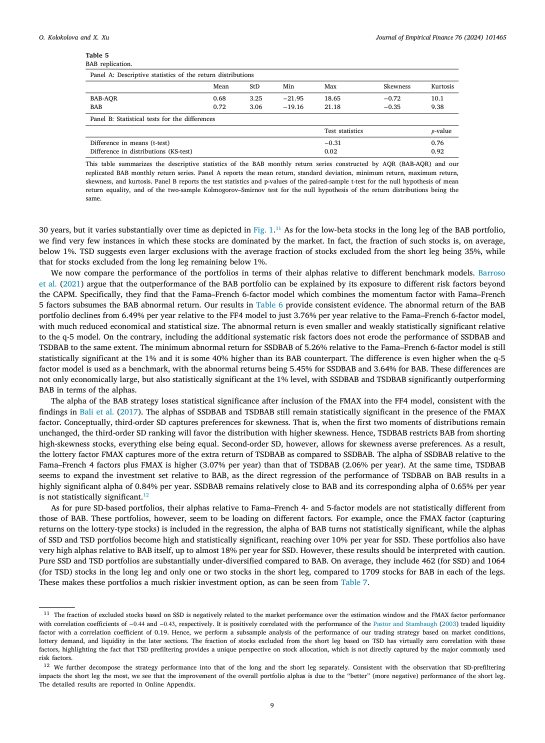 O. Kolokolova and X. Xu
Journal of Empirical Finance 76 (2024) 101465
Table 5
BAB replication.
Panel A: Descriptive statistics of the return distributions
Mean StD Min Max Skewness Kurtosis
BAB-AQR 0.68 3.25 −21.95 18.65 −0.72 10.1
BAB 0.72 3.06 −19.16 21.18 −0.35 9.38
Panel B: Statistical tests for the differences
Test statistics p-value
Difference in means (t-test) −0.31 0.76
Difference in distributions (KS-test) 0.02 0.92
This table summarizes the descriptive statistics of the BAB monthly return series constructed by AQR (BAB-AQR) and our
replicated BAB monthly return series. Panel A reports the mean return, standard deviation, minimum return, maximum return,
skewness, and kurtosis. Panel B reports the test statistics and p-values of the paired-sample t-test for the null hypothesis of mean
return equality, and of the two-sample Kolmogorov–Smirnov test for the null hypothesis of the return distributions being the
same.
30 years, but it varies substantially over time as depicted in Fig. 1.11 As for the low-beta stocks in the long leg of the BAB portfolio,
we find very few instances in which these stocks are dominated by the market. In fact, the fraction of such stocks is, on average,
below 1%. TSD suggests even larger exclusions with the average fraction of stocks excluded from the short leg being 35%, while
that for stocks excluded from the long leg remaining below 1%.
We now compare the performance of the portfolios in terms of their alphas relative to different benchmark models. Barroso
et al. (2021) argue that the outperformance of the BAB portfolio can be explained by its exposure to different risk factors beyond
the CAPM. Specifically, they find that the Fama–French 6-factor model which combines the momentum factor with Fama–French
5 factors subsumes the BAB abnormal return. Our results in Table 6 provide consistent evidence. The abnormal return of the BAB
portfolio declines from 6.49% per year relative to the FF4 model to just 3.76% per year relative to the Fama–French 6-factor model,
with much reduced economical and statistical size. The abnormal return is even smaller and weakly statistically significant relative
to the q-5 model. On the contrary, including the additional systematic risk factors does not erode the performance of SSDBAB and
TSDBAB to the same extent. The minimum abnormal return for SSDBAB of 5.26% relative to the Fama–French 6-factor model is still
statistically significant at the 1% and it is some 40% higher than its BAB counterpart. The difference is even higher when the q-5
factor model is used as a benchmark, with the abnormal returns being 5.45% for SSDBAB and 3.64% for BAB. These differences are
not only economically large, but also statistically significant at the 1% level, with SSDBAB and TSDBAB significantly outperforming
BAB in terms of the alphas.
The alpha of the BAB strategy loses statistical significance after inclusion of the FMAX into the FF4 model, consistent with the
findings in Bali et al. (2017). The alphas of SSDBAB and TSDBAB still remain statistically significant in the presence of the FMAX
factor. Conceptually, third-order SD captures preferences for skewness. That is, when the first two moments of distributions remain
unchanged, the third-order SD ranking will favor the distribution with higher skewness. Hence, TSDBAB restricts BAB from shorting
high-skewness stocks, everything else being equal. Second-order SD, however, allows for skewness averse preferences. As a result,
the lottery factor FMAX captures more of the extra return of TSDBAB as compared to SSDBAB. The alpha of SSDBAB relative to the
Fama–French 4 factors plus FMAX is higher (3.07% per year) than that of TSDBAB (2.06% per year). At the same time, TSDBAB
seems to expand the investment set relative to BAB, as the direct regression of the performance of TSDBAB on BAB results in a
highly significant alpha of 0.84% per year. SSDBAB remains relatively close to BAB and its corresponding alpha of 0.65% per year
is not statistically significant.12
As for pure SD-based portfolios, their alphas relative to Fama–French 4- and 5-factor models are not statistically different from
those of BAB. These portfolios, however, seem to be loading on different factors. For example, once the FMAX factor (capturing
returns on the lottery-type stocks) is included in the regression, the alpha of BAB turns not statistically significant, while the alphas
of SSD and TSD portfolios become high and statistically significant, reaching over 10% per year for SSD. These portfolios also have
very high alphas relative to BAB itself, up to almost 18% per year for SSD. However, these results should be interpreted with caution.
Pure SSD and TSD portfolios are substantially under-diversified compared to BAB. On average, they include 462 (for SSD) and 1064
(for TSD) stocks in the long leg and only one or two stocks in the short leg, compared to 1709 stocks for BAB in each of the legs.
These makes these portfolios a much riskier investment option, as can be seen from Table 7.
11 The fraction of excluded stocks based on SSD is negatively related to the market performance over the estimation window and the FMAX factor performance
with correlation coefficients of −0.44 and −0.43, respectively. It is positively correlated with the performance of the Pastor and Stambaugh (2003) traded liquidity
factor with a correlation coefficient of 0.19. Hence, we perform a subsample analysis of the performance of our trading strategy based on market conditions,
lottery demand, and liquidity in the later sections. The fraction of stocks excluded from the short leg based on TSD has virtually zero correlation with these
factors, highlighting the fact that TSD prefiltering provides a unique perspective on stock allocation, which is not directly captured by the major commonly used
risk factors.
12 We further decompose the strategy performance into that of the long and the short leg separately. Consistent with the observation that SD-prefiltering
impacts the short leg the most, we see that the improvement of the overall portfolio alphas is due to the "better" (more negative) performance of the short leg.
The detailed results are reported in Online Appendix.
9